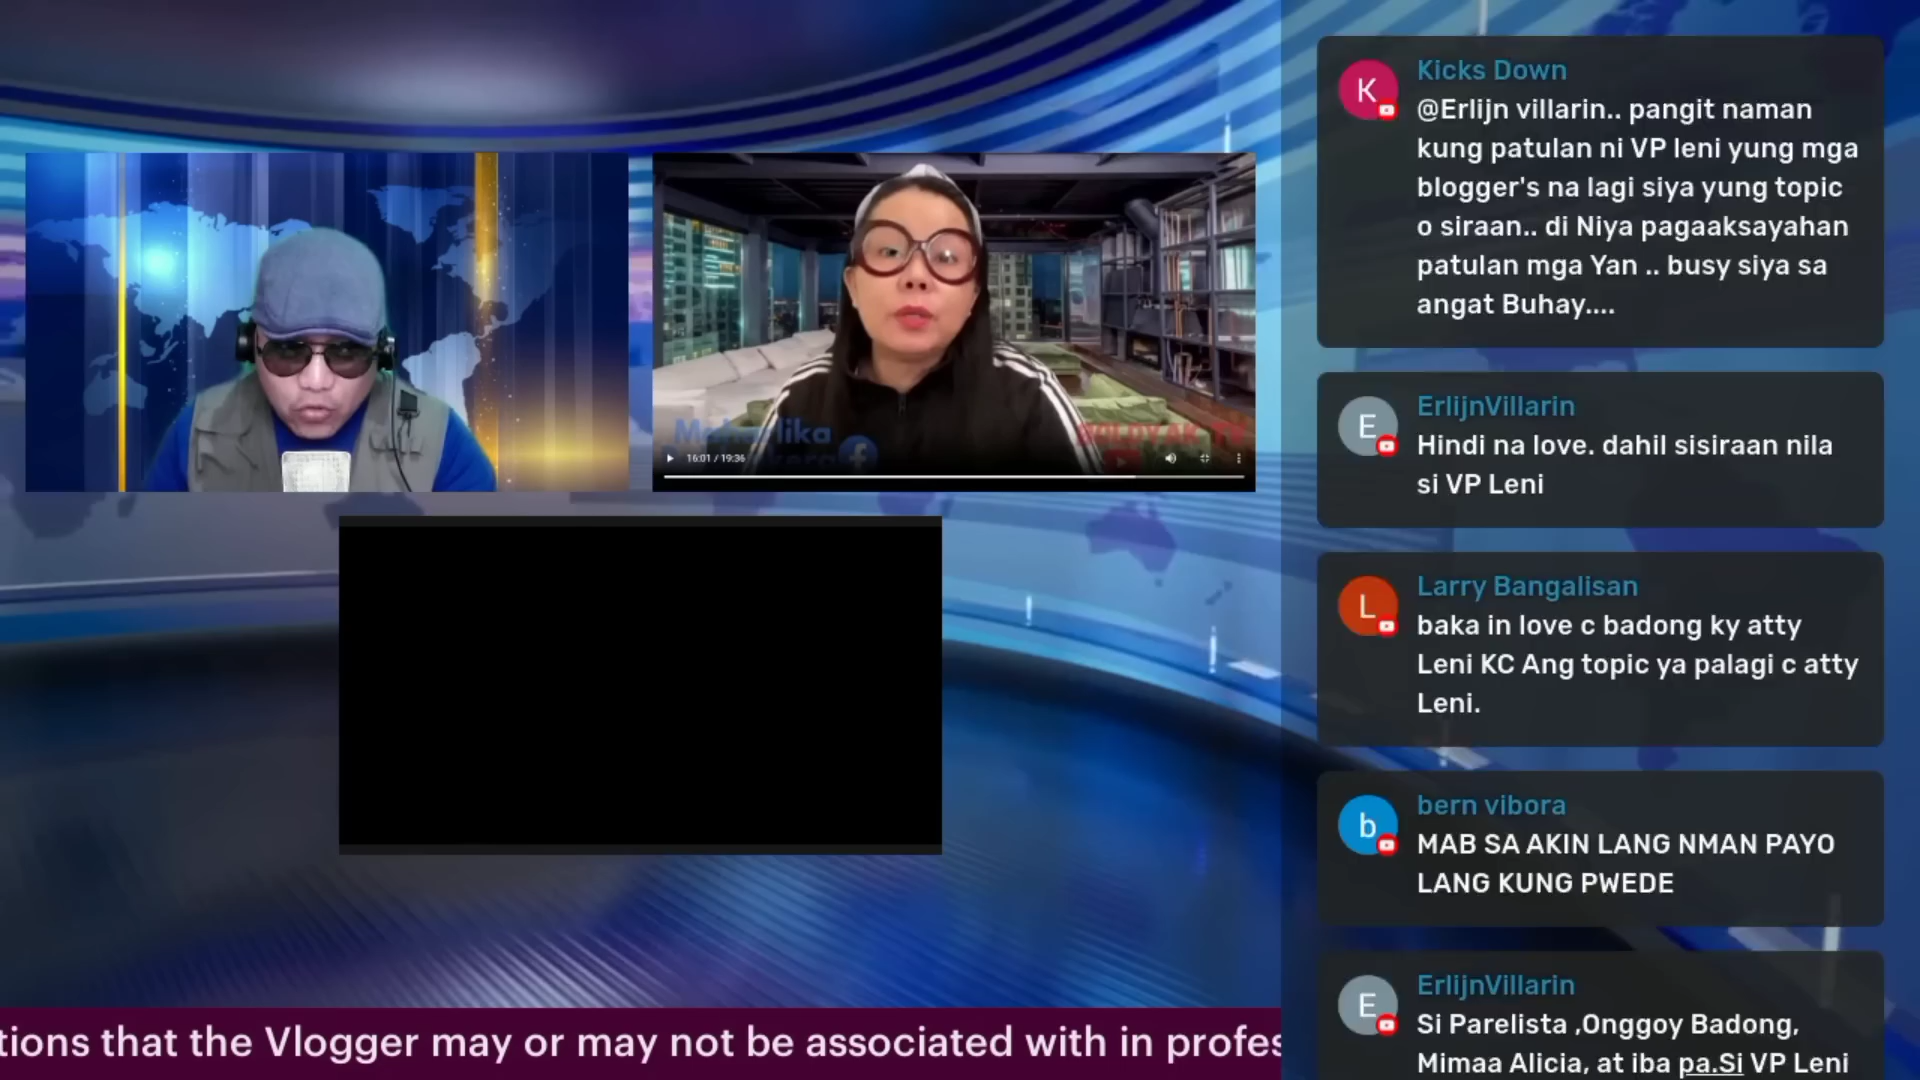 Kicks Down
@Erlijn villarin.. pangit naman
kung patulan ni VP leni yung mga
blogger's na lagi siya yung topic
o siraan.. di Niya pagaaksayahan
patulan mga Yan .. busy siya sa
angat Buhay....
ErlijnVillarin
Hindi na love. dahil sisiraan nila
si VP Leni
Larry Bangalisan
baka in love c badong ky atty
Leni KC Ang topic ya palagi c atty
Leni.
bern vibora
MAB SA AKIN LANG NMAN PAYO
LANG KUNG PWEDE
ErlijnVillarin
Si Parelista ,Onggoy Badong,
Mimaa Alicia, at iba pa.Si VP Leni
16:01 / 19:36
tions that the Vlogger may or may not be associated with in profes